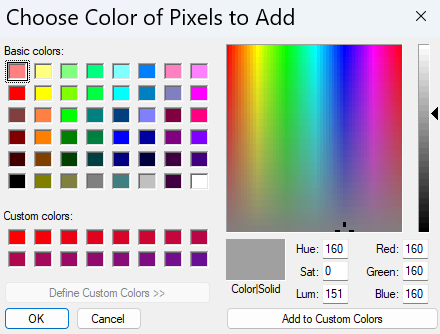 Choose Color of Pixels to Add
Basic colors:
Custom colors:
Define Custom Colors >>
OK Cancel
Hue: 160 Red: 160
Sat: 0 Green: 160
Color|Solid
Lum: 151 Blue: 160
Add to Custom Colors